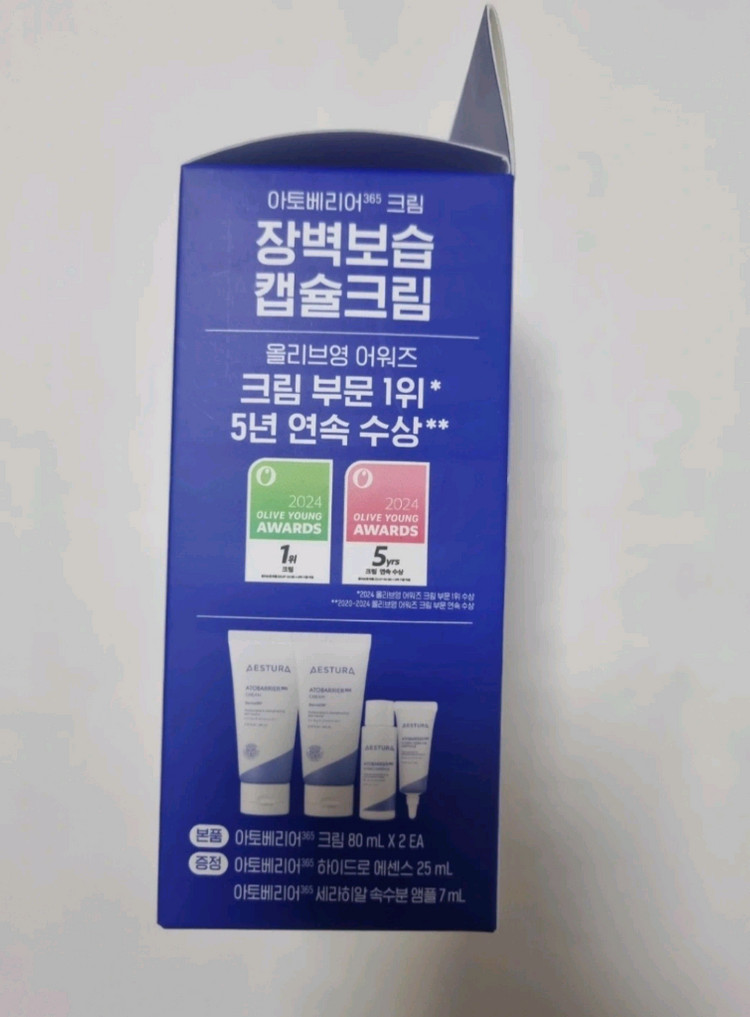 아토베리어365 크림
장벽보습
캡슐크림
올리브영 어워즈
크림 부문 1위*
5년 연속 수상**
2024
OLIVE YOUNG
AWARDS
1위
크림
2024
OLIVE YOUNG
AWARDS
5yrs
크림 연속 수상
*2024 올리브영 어워즈 크림 부문 1위 수상
**2020-2024 올리브영 어워즈 크림 부문 연속 수상
AESTURA
ATOBARRIER365
CREAM
AESTURA
ATOBARRIER365
CREAM
AESTURA
AESTURA
본품 아토베리어365 크림 80 mL X 2 EA
증정 아토베리어365 하이드로 에센스 25 mL
아토베리어365 세라히알 속수분 앰플 7 mL